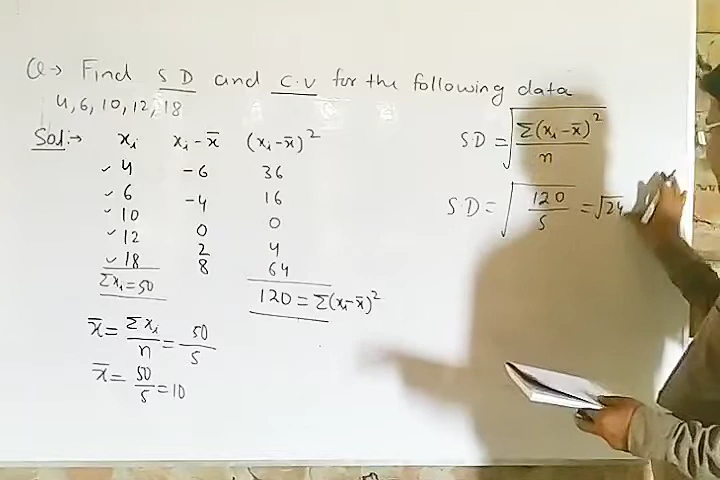 Q→ Find S D and C.V for the following data
4, 6, 10, 12, 18
Sol:→ xᵢ xᵢ - x̄ (xᵢ - x̄)²
✓ 4 -6 36
✓ 6 -4 16
✓ 10 0 0
✓ 12 2 4
✓ 18 8 64
Σxᵢ = 50
120 = Σ(xᵢ - x̄)²
x̄ = Σxᵢ/n = 50/5
x̄ = 50/5 = 10
SD = √(Σ(xᵢ - x̄)²/n)
SD = √(120/5) = √24